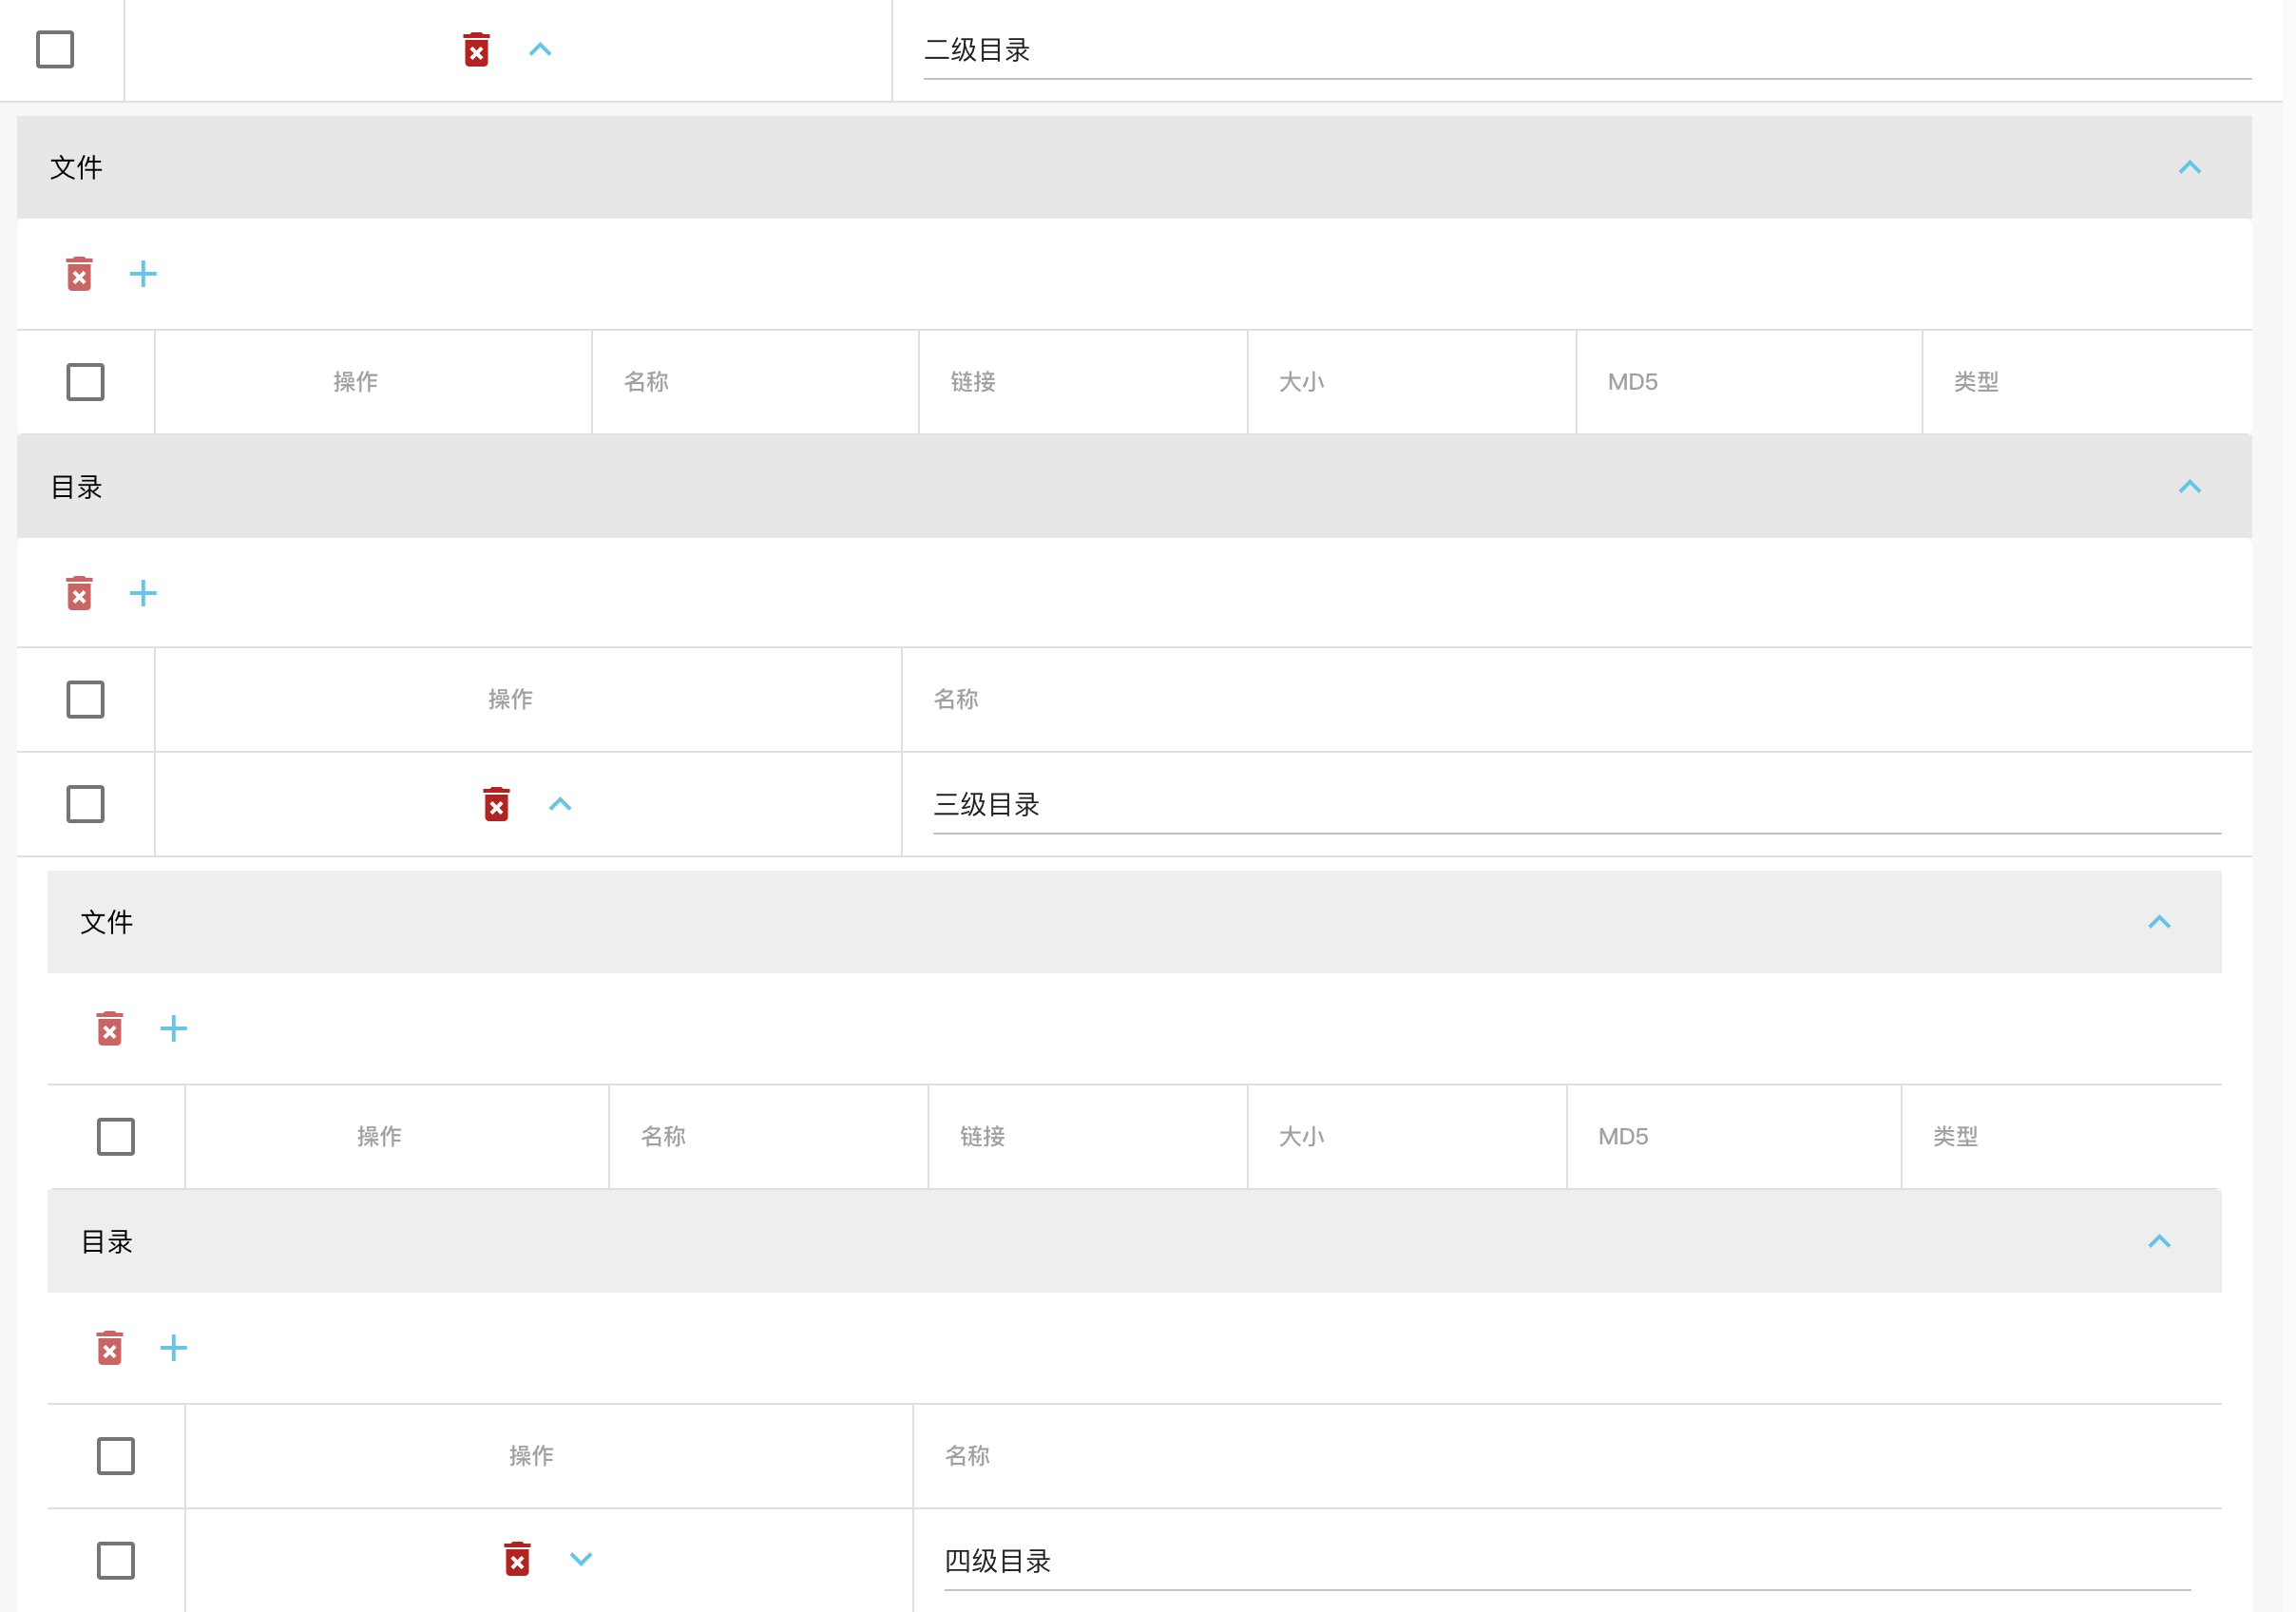 二级目录
文件
操作 名称 链接 大小 MD5 类型
目录
操作 名称
三级目录
文件
操作 名称 链接 大小 MD5 类型
目录
操作 名称
四级目录